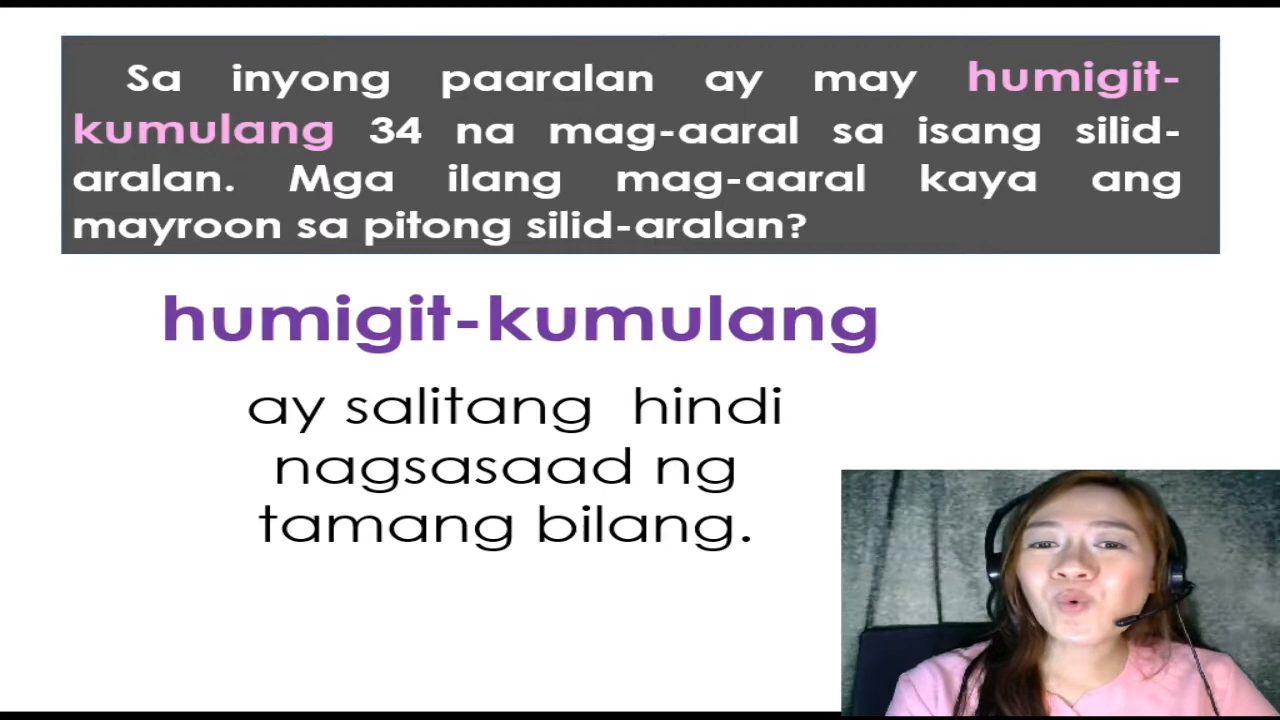 Sa inyong paaralan ay may humigit-
kumulang 34 na mag-aaral sa isang silid-
aralan. Mga ilang mag-aaral kaya ang
mayroon sa pitong silid-aralan?
humigit-kumulang
ay salitang hindi
nagsasaad ng
tamang bilang.